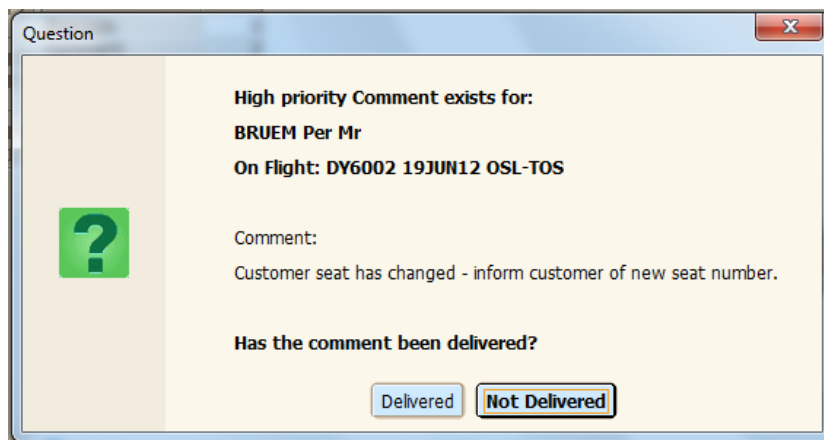 Question
High priority Comment exists for:
BRUEM Per Mr
On Flight: DY6002 19JUN12 OSL-TOS
Comment:
Customer seat has changed - inform customer of new seat number.
Has the comment been delivered?
Delivered Not Delivered